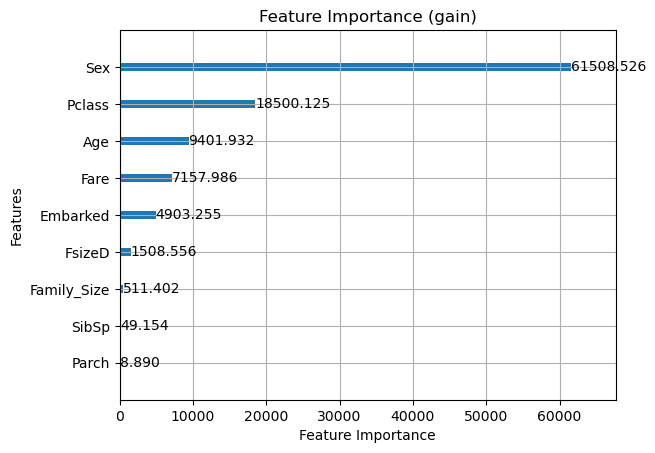 Feature Importance (gain)
Sex 61508.526
Pclass 18500.125
Age 9401.932
Fare 7157.986
Embarked 4903.255
FsizeD 1508.556
Family_Size 511.402
SibSp 49.154
Parch 8.890
Features
0 10000 20000 30000 40000 50000 60000
Feature Importance